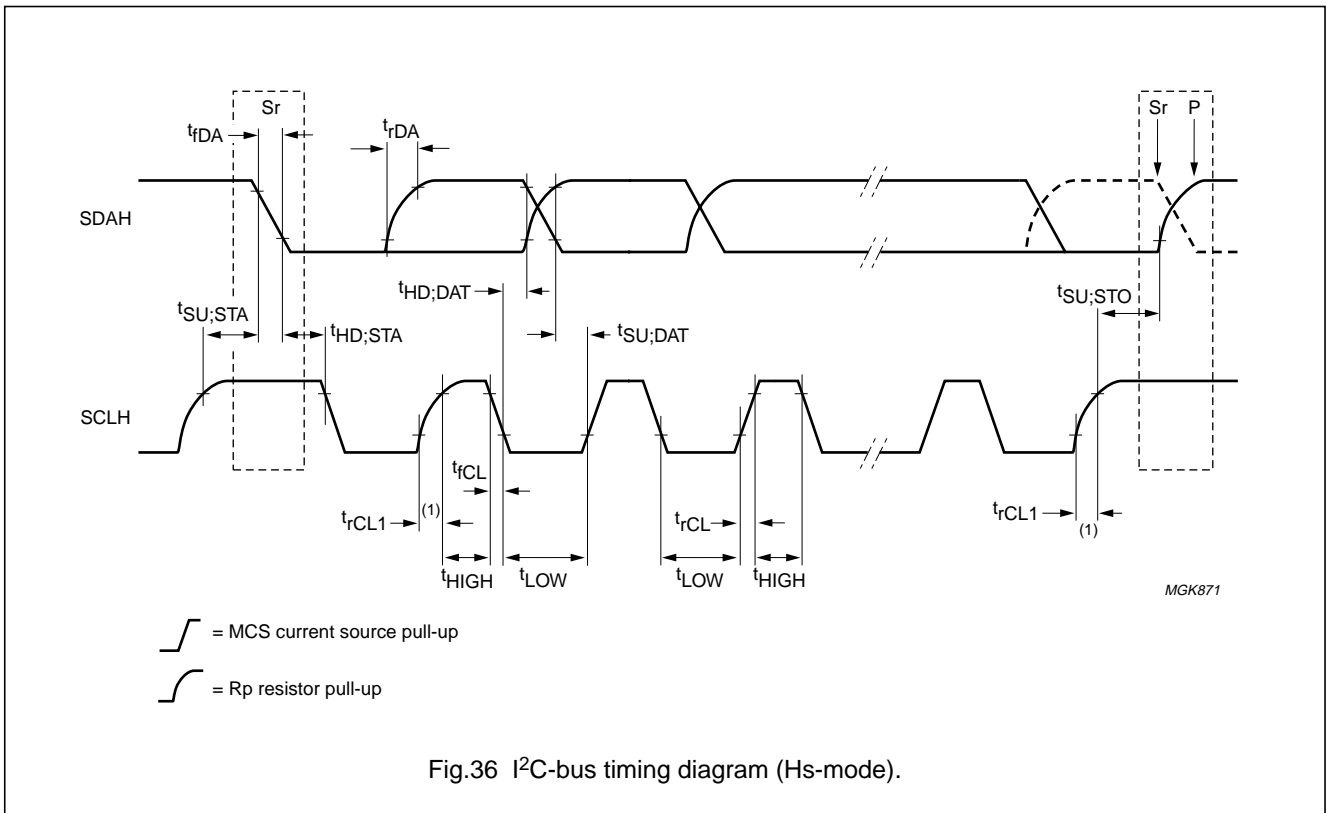 Sr
Sr P
tfDA
trDA
SDAH
tHD;DAT
tSU;STO
tSU;STA
tHD;STA
tSU;DAT
SCLH
tfCL
trCL1 (1)
trCL
trCL1 (1)
tHIGH
tLOW
tLOW
tHIGH
MGK871
= MCS current source pull-up
= Rp resistor pull-up
Fig.36 I²C-bus timing diagram (Hs-mode).